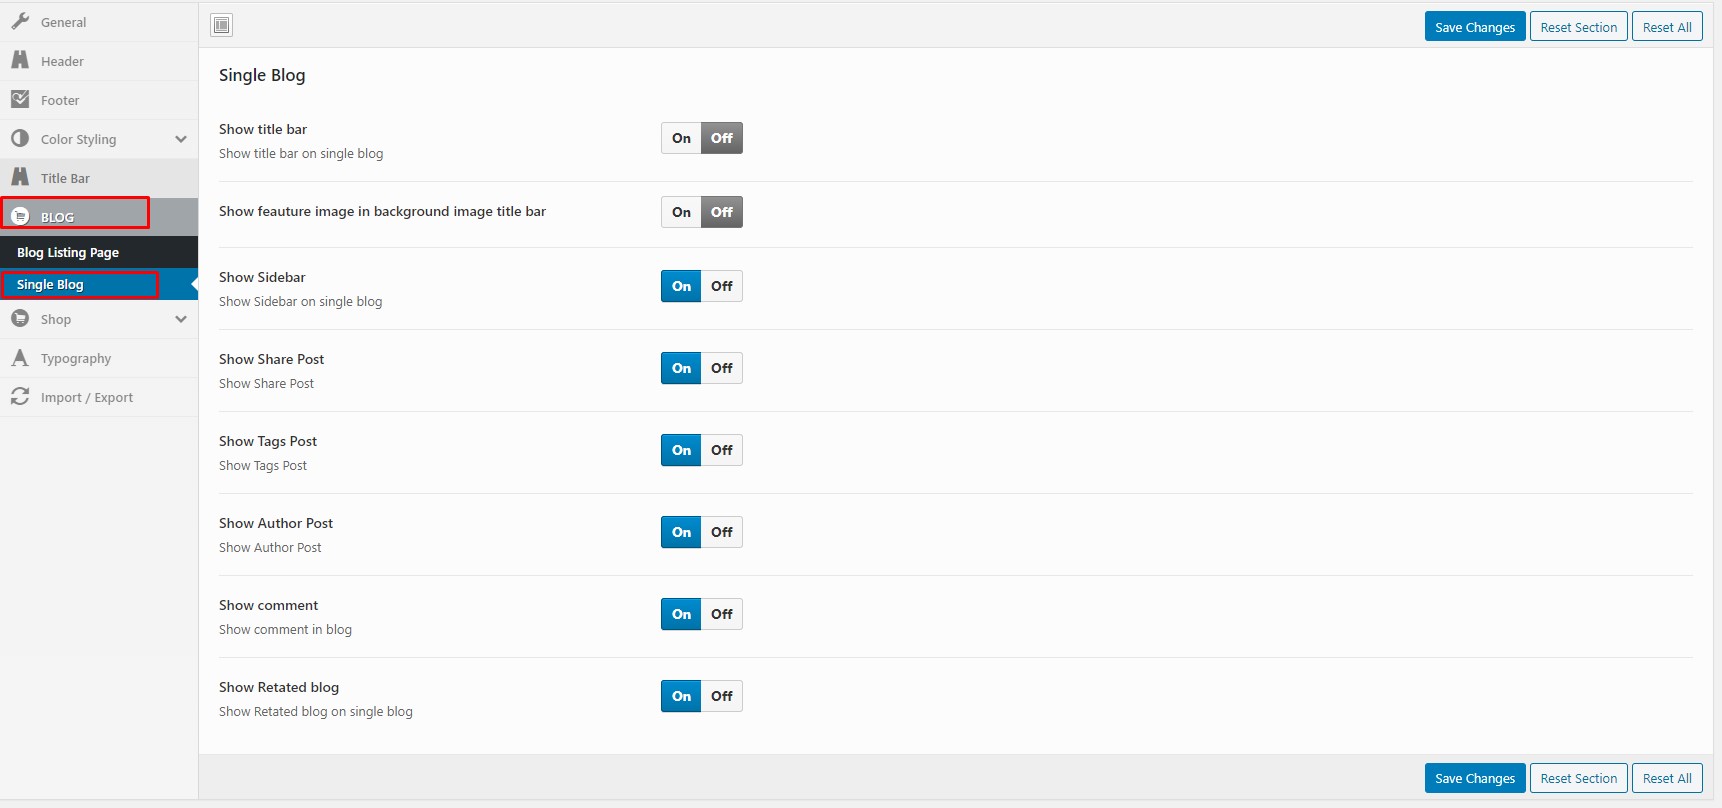 General
Header
Footer
Color Styling
Title Bar
BLOG
Blog Listing Page
Single Blog
Shop
Typography
Import / Export
Save Changes Reset Section Reset All
Single Blog
Show title bar
Show title bar on single blog
On Off
Show feauture image in background image title bar
On Off
Show Sidebar
Show Sidebar on single blog
On Off
Show Share Post
Show Share Post
On Off
Show Tags Post
Show Tags Post
On Off
Show Author Post
Show Author Post
On Off
Show comment
Show comment in blog
On Off
Show Retated blog
Show Retated blog on single blog
On Off
Save Changes Reset Section Reset All